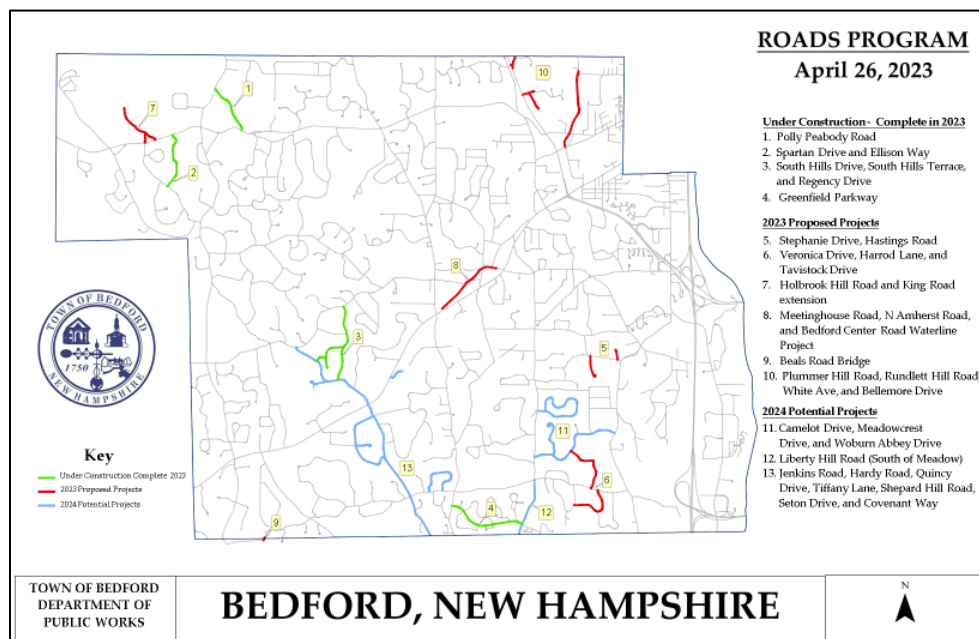 ROADS PROGRAM
April 26, 2023
Under Construction - Complete in 2023
1. Polly Peabody Road
2. Spartan Drive and Ellison Way
3. South Hills Drive, South Hills Terrace,
and Regency Drive
4. Greenfield Parkway
2023 Proposed Projects
5. Stephanie Drive, Hastings Road
6. Veronica Drive, Harrod Lane, and
Tavistock Drive
7. Holbrook Hill Road and King Road
extension
8. Meetinghouse Road, N Amherst Road,
and Bedford Center Road Waterline
Project
9. Beals Road Bridge
10. Plummer Hill Road, Rundlett Hill Road
White Ave, and Bellemore Drive
2024 Potential Projects
11. Camelot Drive, Meadowcrest
Drive, and Woburn Abbey Drive
12. Liberty Hill Road (South of Meadow)
13. Jenkins Road, Hardy Road, Quincy
Drive, Tiffany Lane, Shepard Hill Road,
Seton Drive, and Covenant Way
1
10
7
2
8
3
5
11
13
6
4
12
9
TOWN OF BEDFORD
1750
NEW HAMPSHIRE
Key
Under Construction Complete 2023
2023 Proposed Projects
2024 Potential Projects
TOWN OF BEDFORD
DEPARTMENT OF
PUBLIC WORKS
BEDFORD, NEW HAMPSHIRE
N